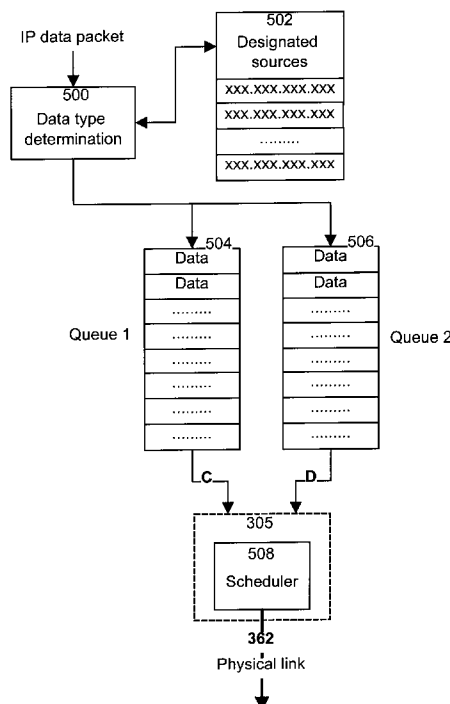 IP data packet
500
Data type
determination
502
Designated
sources
xxx.xxx.xxx.xxx
xxx.xxx.xxx.xxx
.........
xxx.xxx.xxx.xxx
504
Data
Data
.........
.........
.........
.........
.........
.........
Queue 1
506
Data
Data
.........
.........
.........
.........
.........
.........
Queue 2
C
D
305
508
Scheduler
362
Physical link